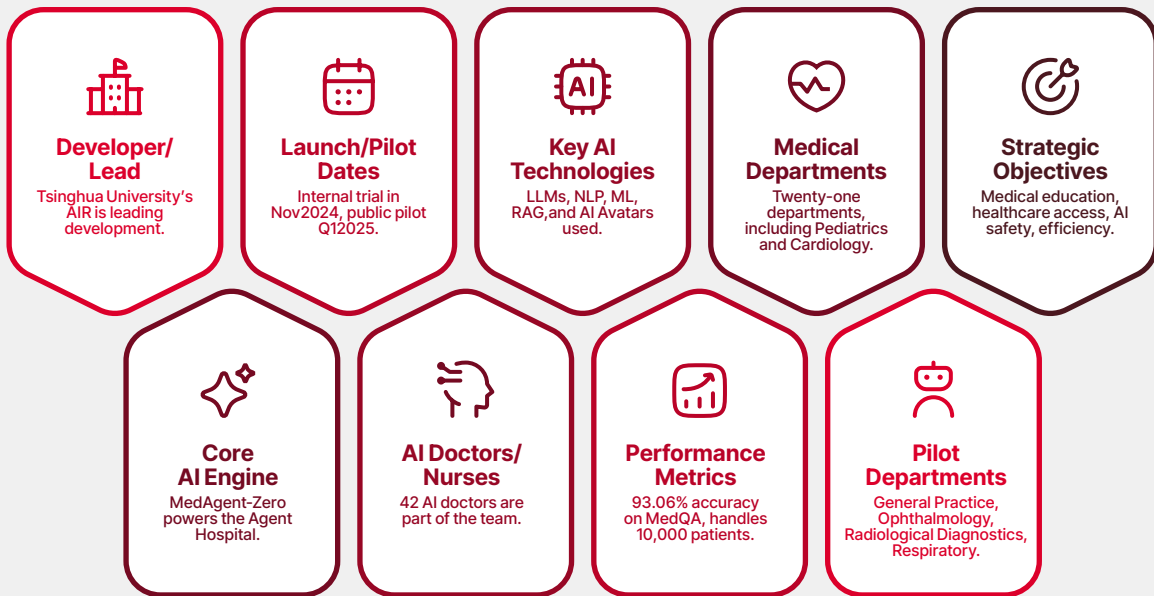 Developer/
Lead
Tsinghua University's
AIR is leading
development.
Launch/Pilot
Dates
Internal trial in
Nov2024, public pilot
Q12025.
AI
Key AI
Technologies
LLMs, NLP, ML,
RAG,and AI Avatars
used.
Medical
Departments
Twenty-one
departments,
including Pediatrics
and Cardiology.
Strategic
Objectives
Medical education,
healthcare access, AI
safety, efficiency.
Core
AI Engine
MedAgent-Zero
powers the Agent
Hospital.
AI Doctors/
Nurses
42 AI doctors are
part of the team.
Performance
Metrics
93.06% accuracy
on MedQA, handles
10,000 patients.
Pilot
Departments
General Practice,
Ophthalmology,
Radiological Diagnostics,
Respiratory.